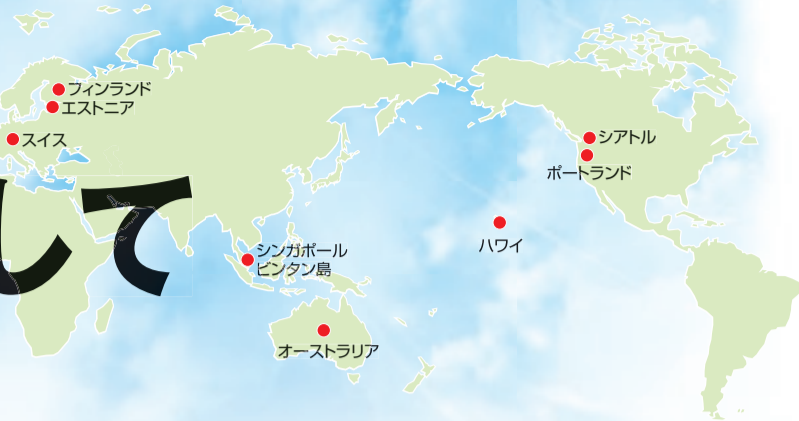 フィンランド
エストニア
スイス
シアトル
ポートランド
して
ハワイ
シンガポール
ビンタン島
オーストラリア